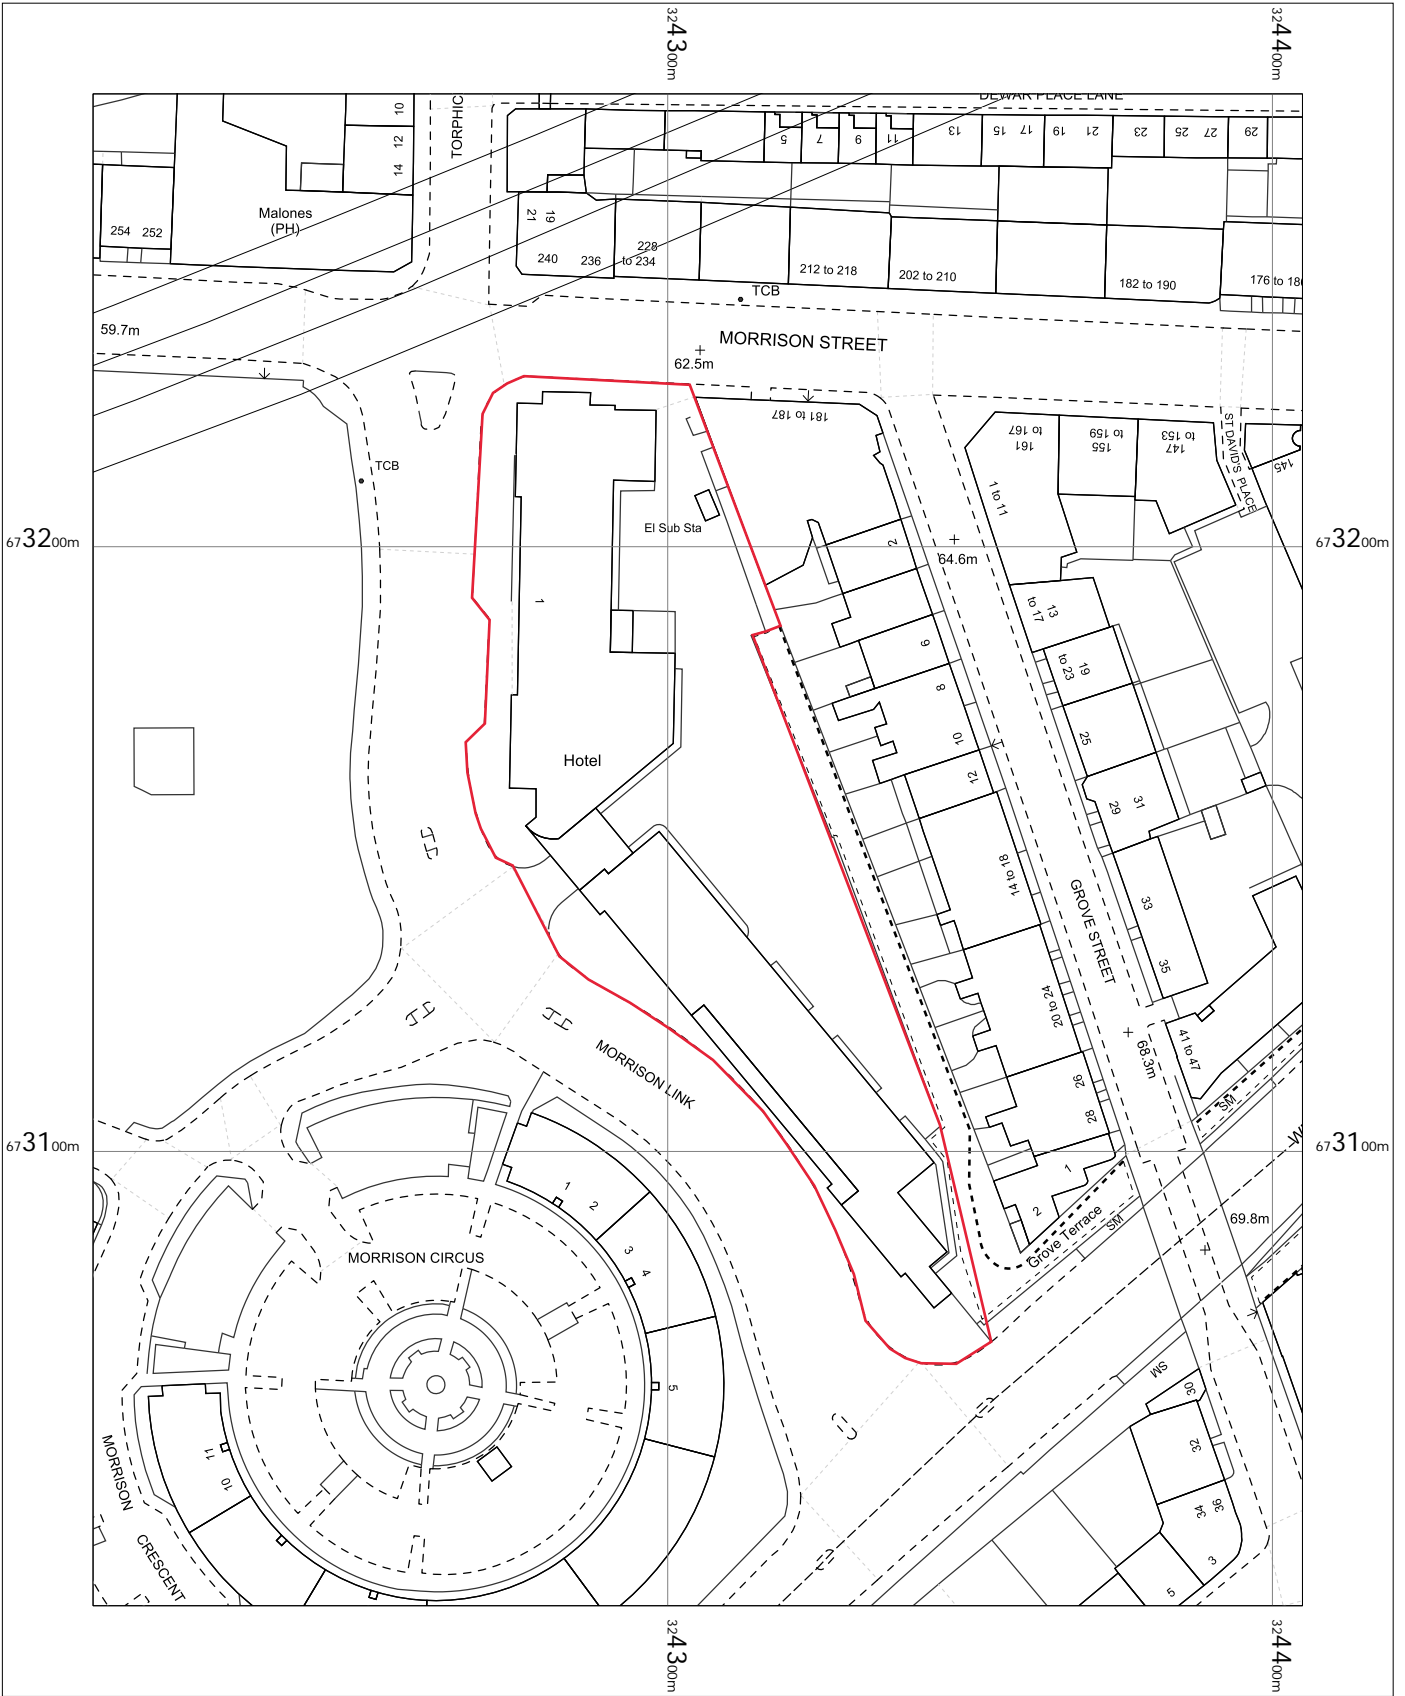 324300m
324400m
DEWAR PLACE LANE
TORPHIC
10
12
14
5
7
9
11
13
15
17
19
21
23
25
27
29
Malones
(PH)
254
252
21
19
240
236
228
to 234
212 to 218
202 to 210
182 to 190
176 to 18
TCB
59.7m
MORRISON STREET
62.5m
181 to 187
161
to 167
155
to 159
147
to 153
ST DAVID'S PLACE
145
TCB
1 to 11
El Sub Sta
2
64.6m
673200m
673200m
1
13
to 17
6
19
to 23
8
10
25
12
Hotel
29
31
14 to 18
GROVE STREET
33
35
20 to 24
41 to 47
68.3m
MORRISON LINK
26
28
SM
W
673100m
673100m
1
2
1
2
Grove Terrace
SM
69.8m
3
4
MORRISON CIRCUS
5
SM
30
32
34
36
3
5
11
10
MORRISON
CRESCENT
324300m
324400m